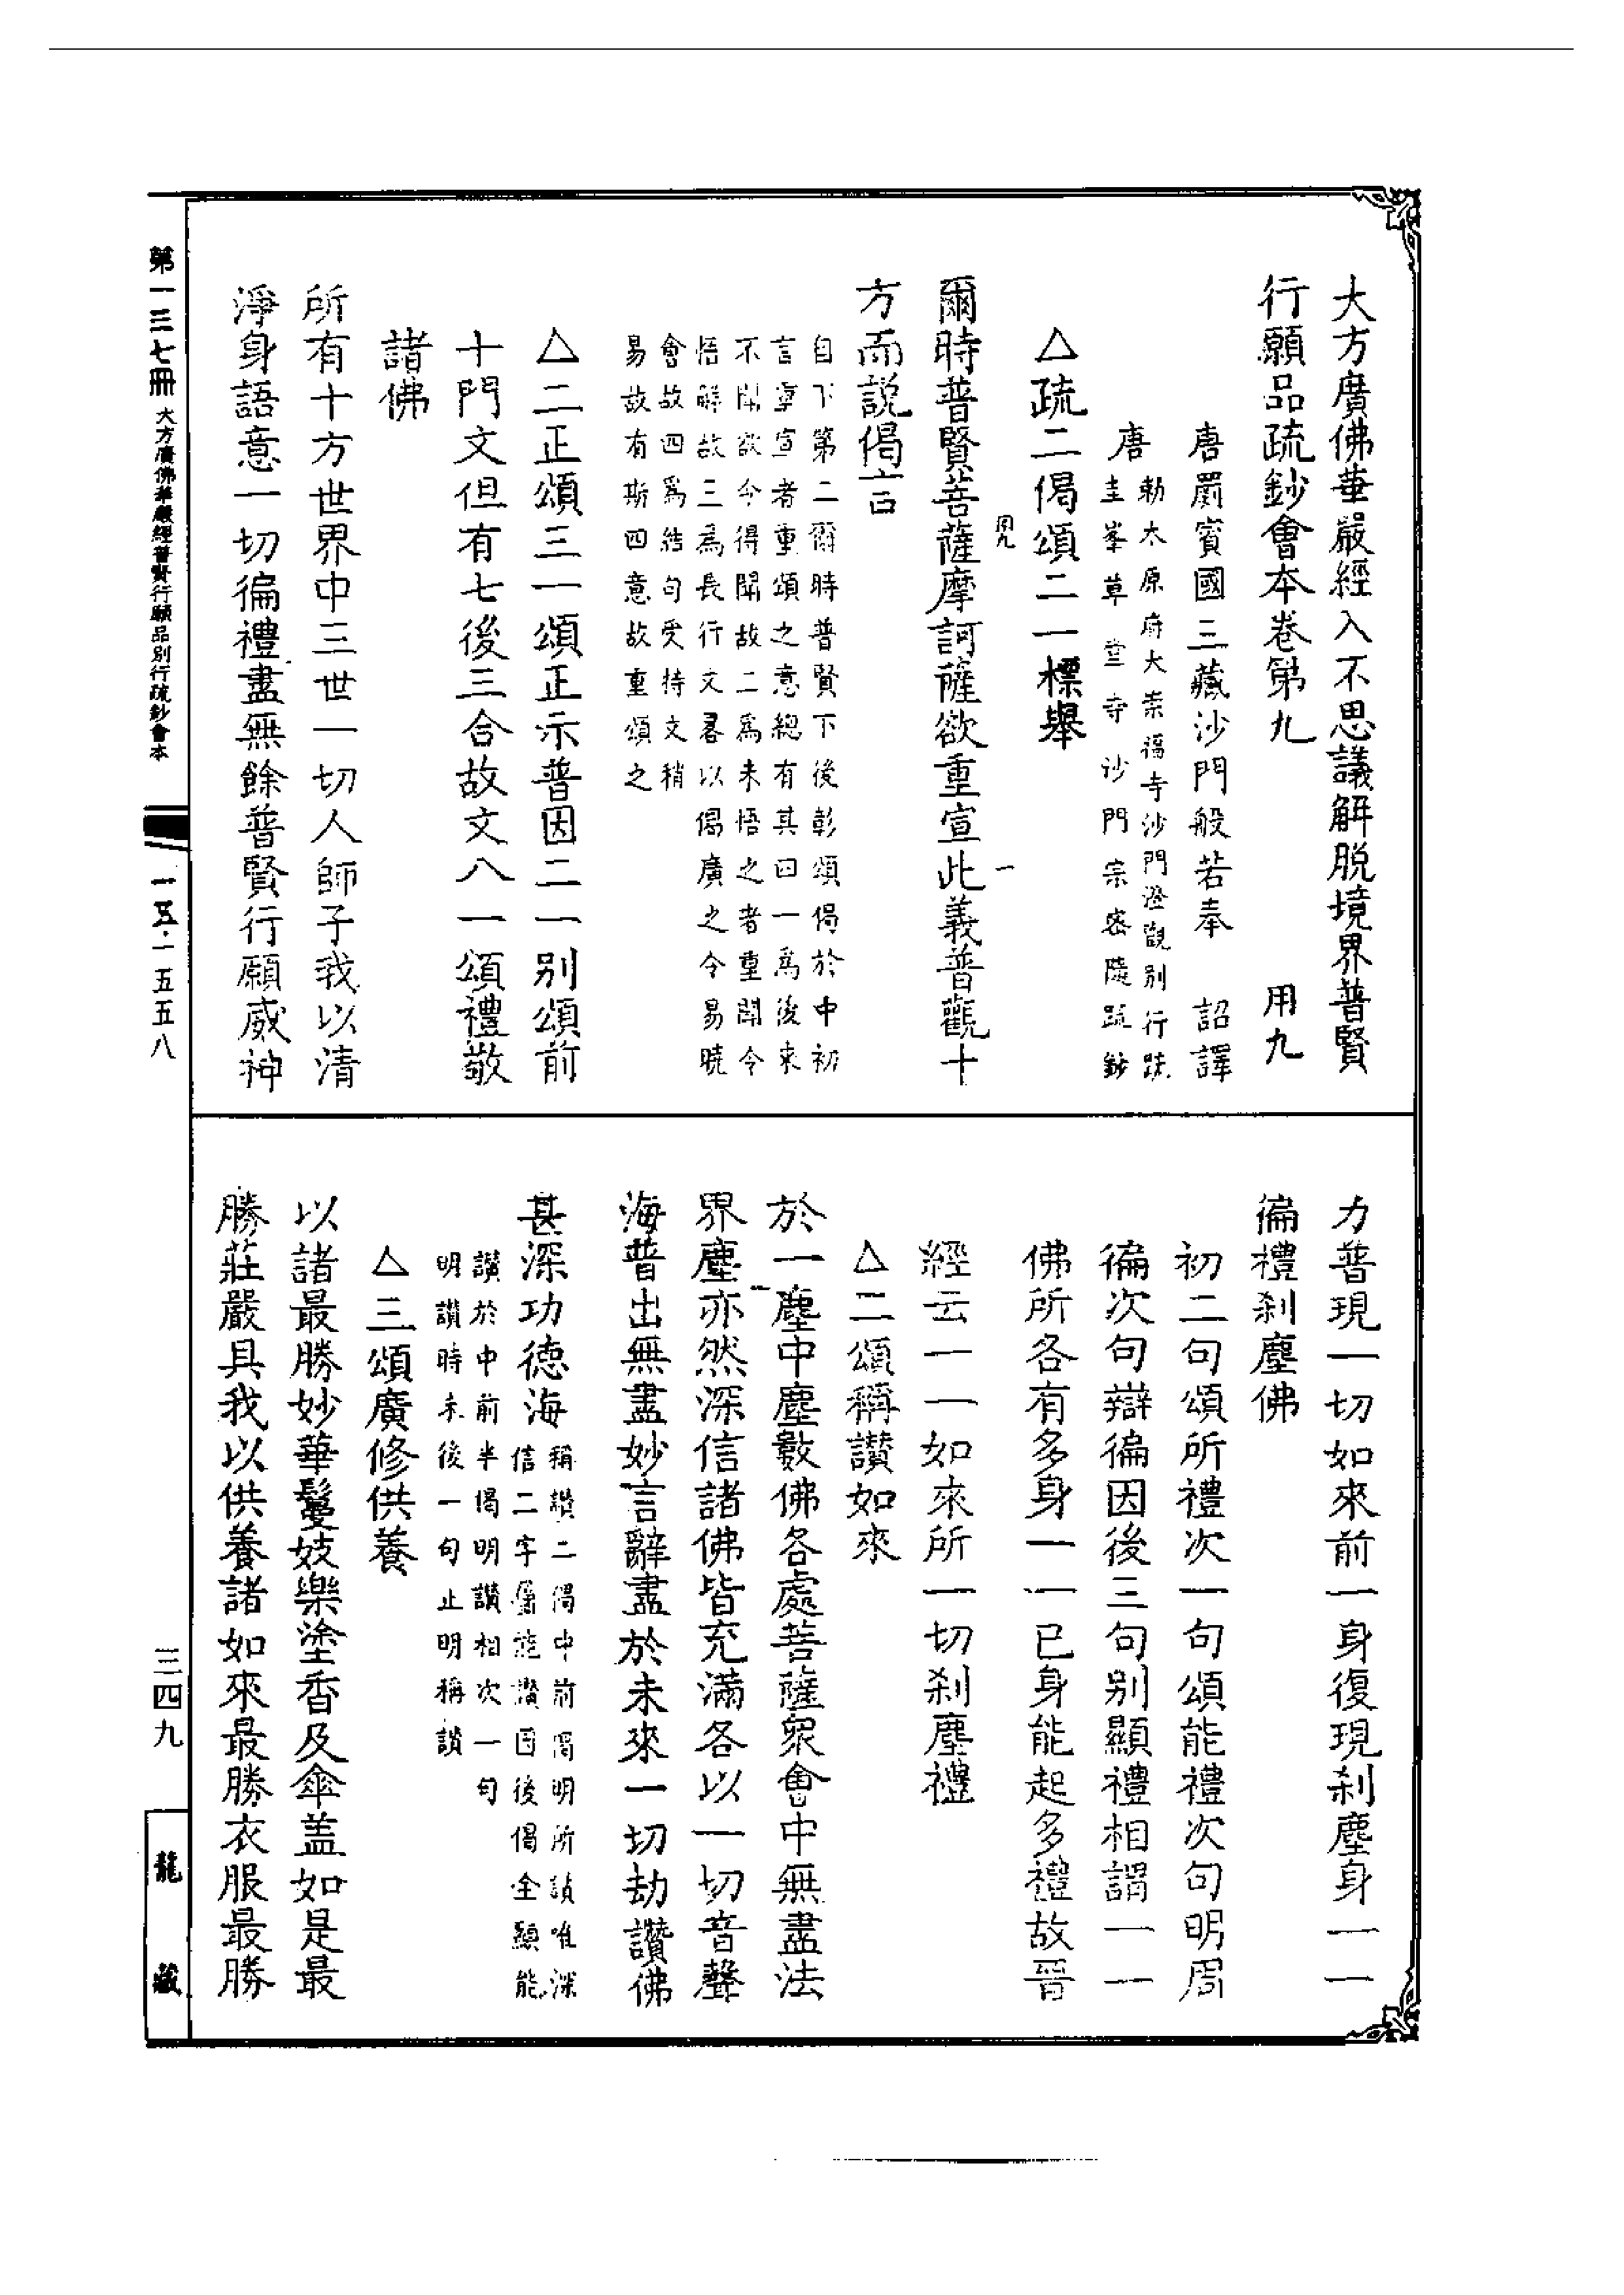 大方廣佛華嚴經入不思議解脫境界普賢
行願品疏鈔會本卷第九　用九
唐罽賓國三藏沙門般若奉　詔譯
唐
勅太原府大崇福寺沙門澄觀別行疏
圭峯草堂寺沙門宗密隨疏鈔
△疏二偈頌二一標舉
用九　一
爾時普賢菩薩摩訶薩欲重宣此義普觀十
方而說偈言
自下第二爾時普賢下後彰頌偈於中初
言重宣者重頌之意總有其四一為後來
不聞欲令得聞故二為未悟之者重聞令
悟解故三為長行文畧以偈廣之令易曉
會故四為結句受持文稍
易故有斯四意故重頌之
△二正頌三一頌正示普因二一別頌前
十門文但有七後三合故文八一頌禮敬
諸佛
所有十方世界中三世一切人師子我以清
淨身語意一切徧禮盡無餘普賢行願威神
力普現一切如來前一身復現剎塵身一一
徧禮剎塵佛
初二句頌所禮次一句頌能禮次句明周
徧次句辯徧因後三句別顯禮相謂一一
佛所各有多身一一已身能起多禮故晉
經云一一如來所一切剎塵禮
△二頌稱讚如來
於一塵中塵數佛各處菩薩眾會中無盡法
界塵亦然深信諸佛皆充滿各以一切音聲
海普出無盡妙言辭盡於未來一切劫讚佛
甚深功德海
稱讚二偈中前偈明所讚唯深
信二字屬能讚因後偈全顯能
讚於中前半偈明讚相次一句
明讚時末後一句止明稱讚
△三頌廣修供養
以諸最勝妙華鬘妓樂塗香及傘蓋如是最
勝莊嚴具我以供養諸如來最勝衣服最勝
第一三七冊　大方廣佛華嚴經普賢行願品別行疏鈔會本
一五·一五五八
三四九
龍藏